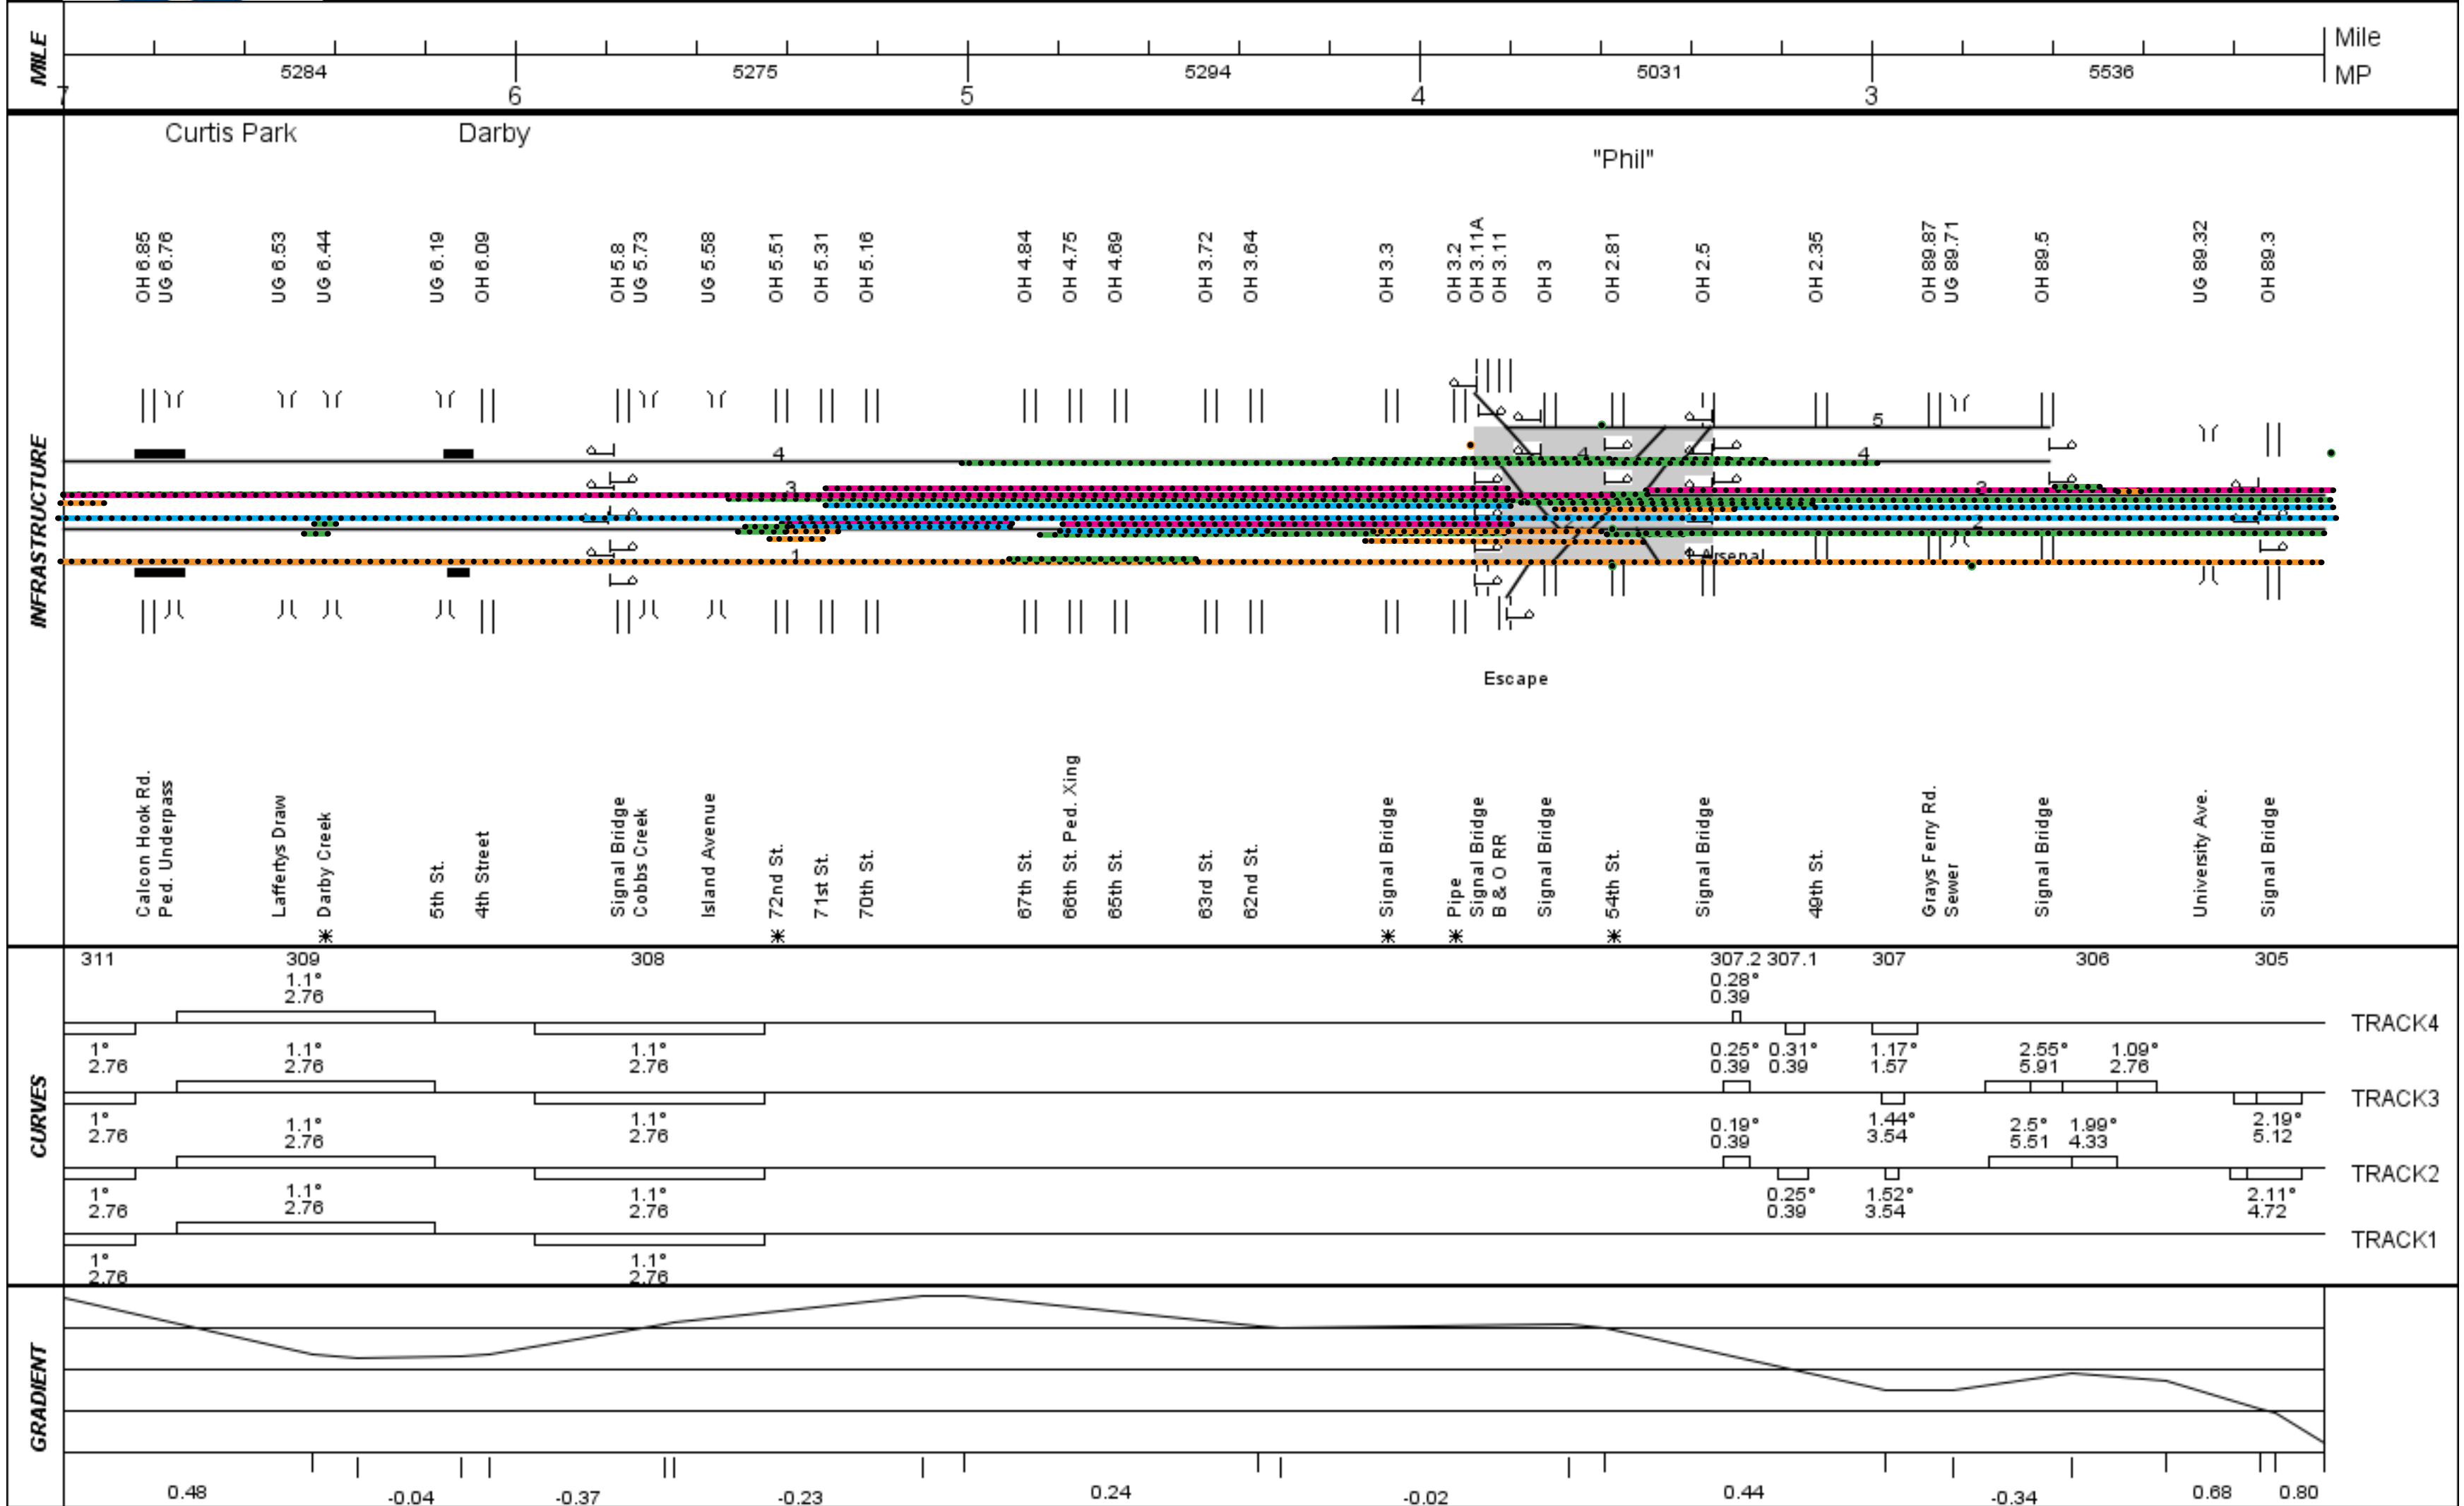 MILE
Mile
5284 5275 5294 5031 5536 MP
7 6 5 4 3
INFRASTRUCTURE
Curtis Park Darby
"Phil"
OH 6.85
UG 6.76
UG 6.53
UG 6.44
UG 6.19
OH 6.09
OH 5.8
UG 5.73
UG 5.58
OH 5.51
OH 5.31
OH 5.16
OH 4.84
OH 4.75
OH 4.69
OH 3.72
OH 3.64
OH 3.3
OH 3.2
OH 3.11A
OH 3.11
OH 3
OH 2.81
OH 2.5
OH 2.35
OH 89.87
UG 89.71
OH 89.5
UG 89.32
OH 89.3
5
4 4 4
3 3
2
1 Arsenal
Escape
Calcon Hook Rd.
Ped. Underpass
Laffertys Draw
* Darby Creek
5th St.
4th Street
Signal Bridge
Cobbs Creek
Island Avenue
* 72nd St.
71st St.
70th St.
67th St.
66th St. Ped. Xing
65th St.
63rd St.
62nd St.
* Signal Bridge
* Pipe
Signal Bridge
B & O RR
Signal Bridge
* 54th St.
Signal Bridge
49th St.
Grays Ferry Rd.
Sewer
Signal Bridge
University Ave.
Signal Bridge
CURVES
311 309 308 307.2 307.1 307 306 305
1.1° 0.28°
2.76 0.39
TRACK4
1° 1.1° 1.1° 0.25° 0.31° 1.17° 2.55° 1.09°
2.76 2.76 2.76 0.39 0.39 1.57 5.91 2.76
TRACK3
1° 1.1° 1.1° 0.19° 1.44° 2.5° 1.99° 2.19°
2.76 2.76 2.76 0.39 3.54 5.51 4.33 5.12
TRACK2
1° 1.1° 1.1° 0.25° 1.52° 2.11°
2.76 2.76 2.76 0.39 3.54 4.72
TRACK1
1° 1.1°
2.76 2.76
GRADIENT
0.48 -0.04 -0.37 -0.23 0.24 -0.02 0.44 -0.34 0.68 0.80